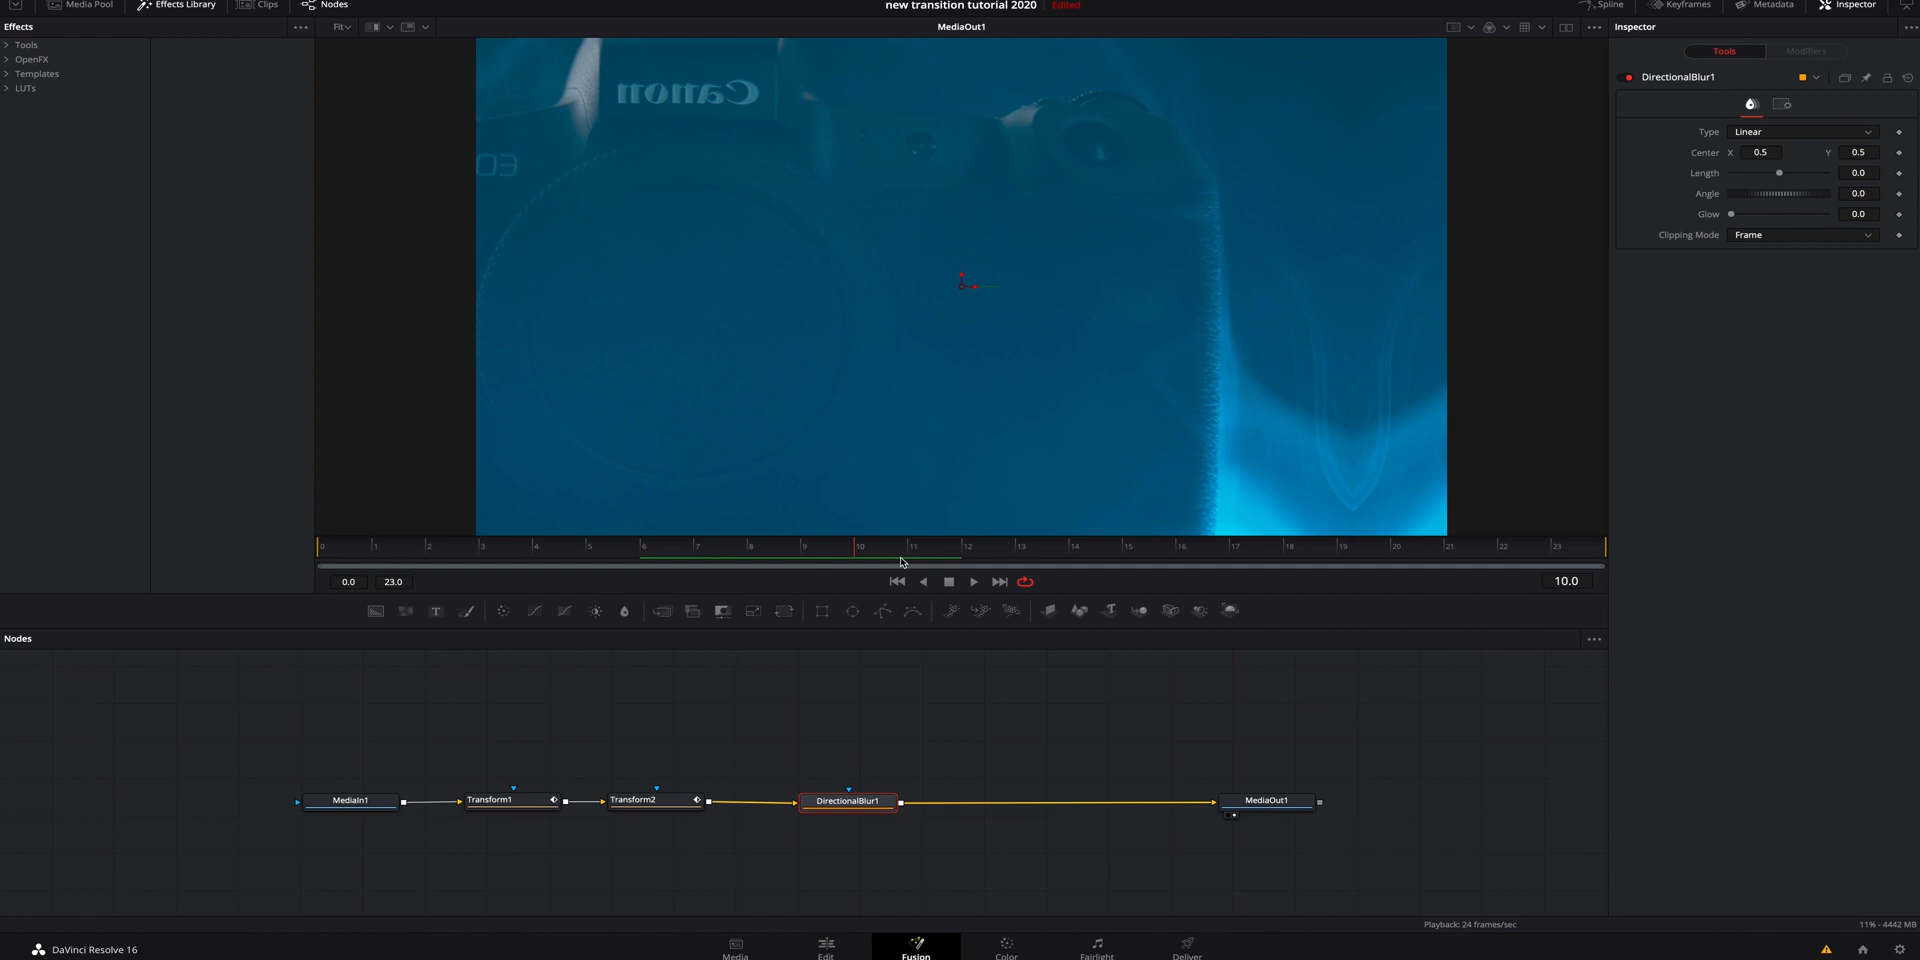 Media Pool Effects Library Clips Nodes new transition tutorial 2020 Edited Spline Keyframes Metadata Inspector
Effects Fit MediaOut1 Inspector
Tools
OpenFX
Templates
LUTs
Canon
EO
Tools Modifiers
DirectionalBlur1
Type Linear
Center X 0.5 Y 0.5
Length 0.0
Angle 0.0
Glow 0.0
Clipping Mode Frame
0 1 2 3 4 5 6 7 8 9 10 11 12 13 14 15 16 17 18 19 20 21 22 23
0.0 23.0 10.0
T T
Nodes
MediaIn1 Transform1 Transform2 DirectionalBlur1 MediaOut1
Playback: 24 frames/sec 11% - 4442 MB
DaVinci Resolve 16
Media Edit Fusion Color Fairlight Deliver